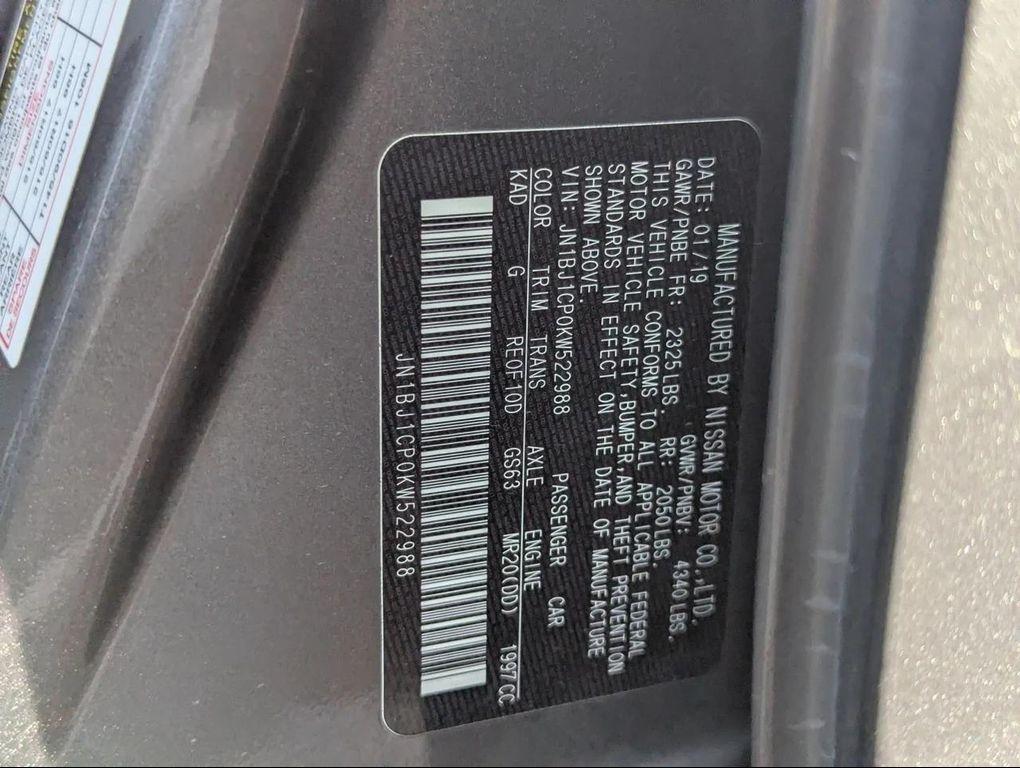 MANUFACTURED BY NISSAN MOTOR CO.,LTD.
DATE: 01/19 GVWR/PNBV: 4340 LBS.
GAWR/PNBE FR: 2325LBS. RR: 2050LBS.
THIS VEHICLE CONFORMS TO ALL APPLICABLE FEDERAL
MOTOR VEHICLE SAFETY,BUMPER,AND THEFT PREVENTION
STANDARDS IN EFFECT ON THE DATE OF MANUFACTURE
SHOWN ABOVE.
VIN: JN1BJ1CP0KW522988 PASSENGER CAR
COLOR TRIM TRANS AXLE ENGINE
KAD G RE0F10D GS63 MR20(DD) 1997CC
JN1BJ1CP0KW522988